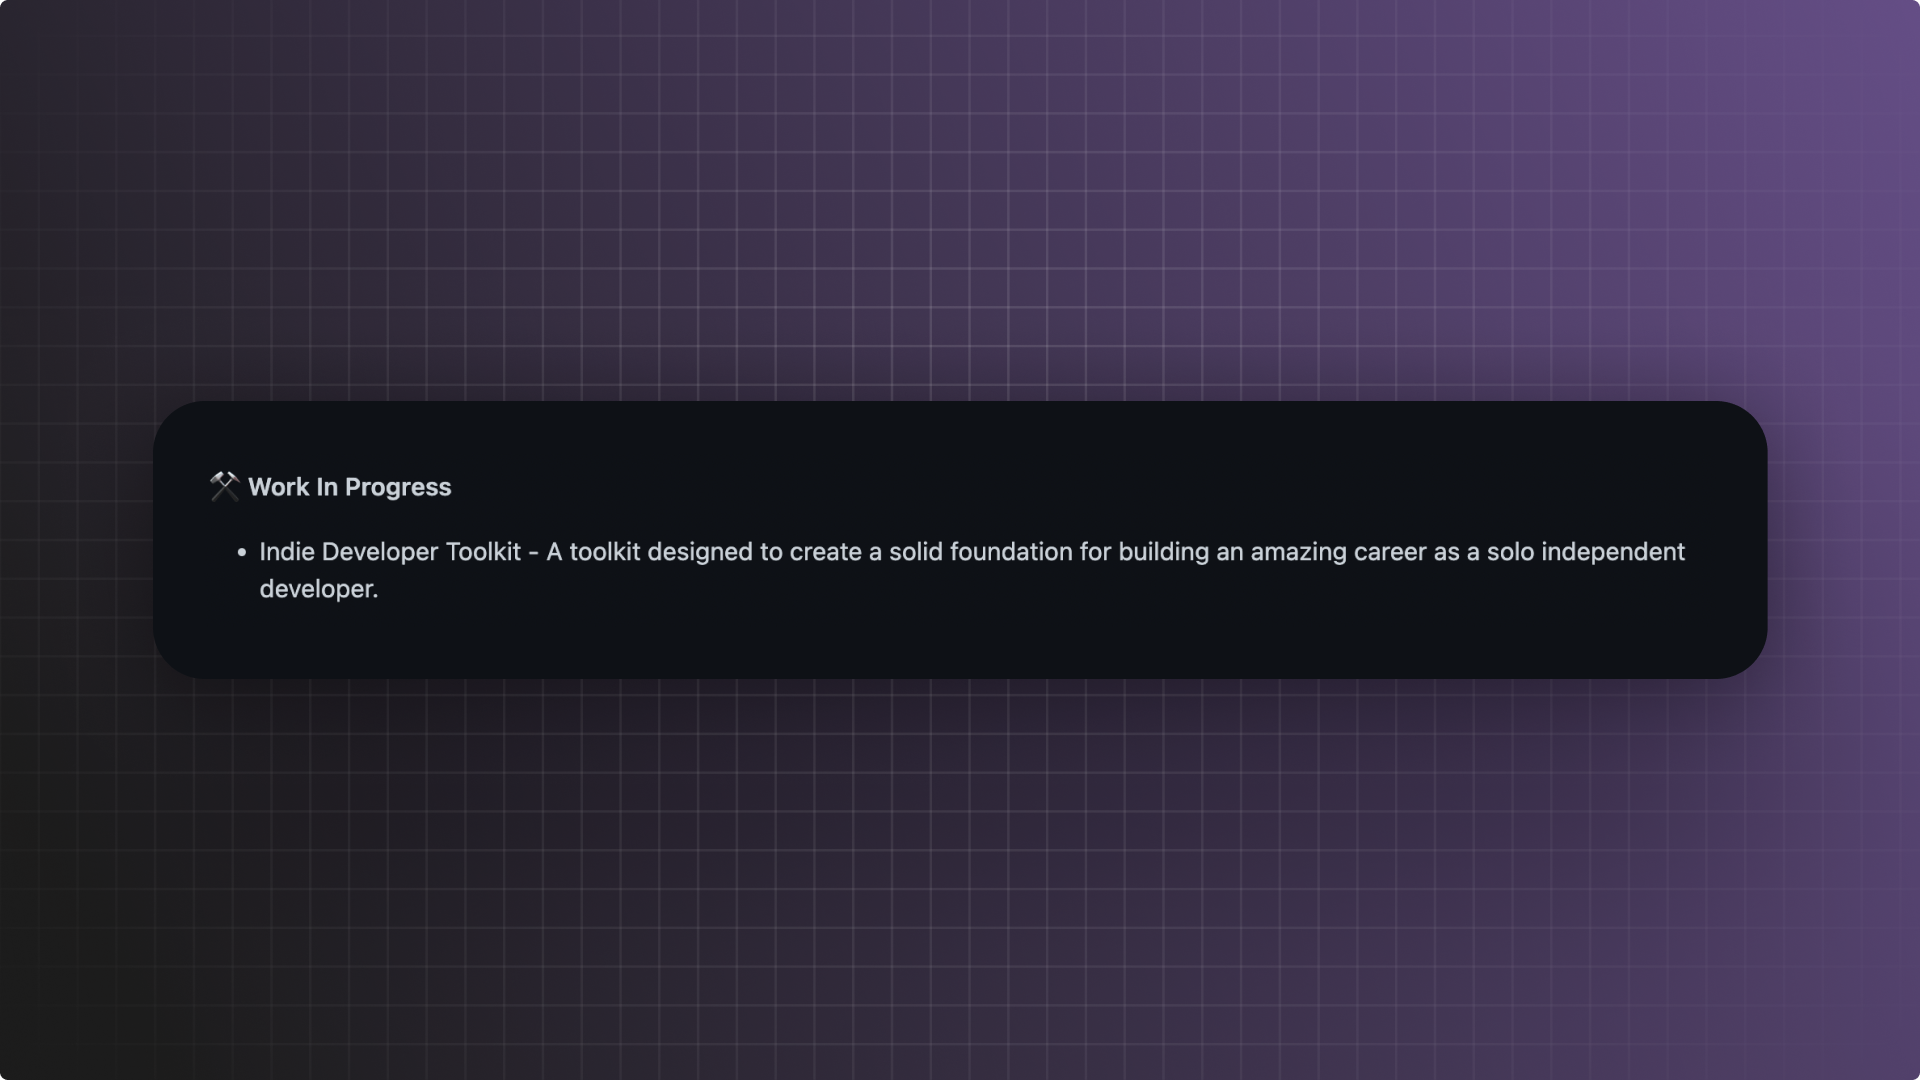 ⚒️ Work In Progress
• Indie Developer Toolkit - A toolkit designed to create a solid foundation for building an amazing career as a solo independent
developer.